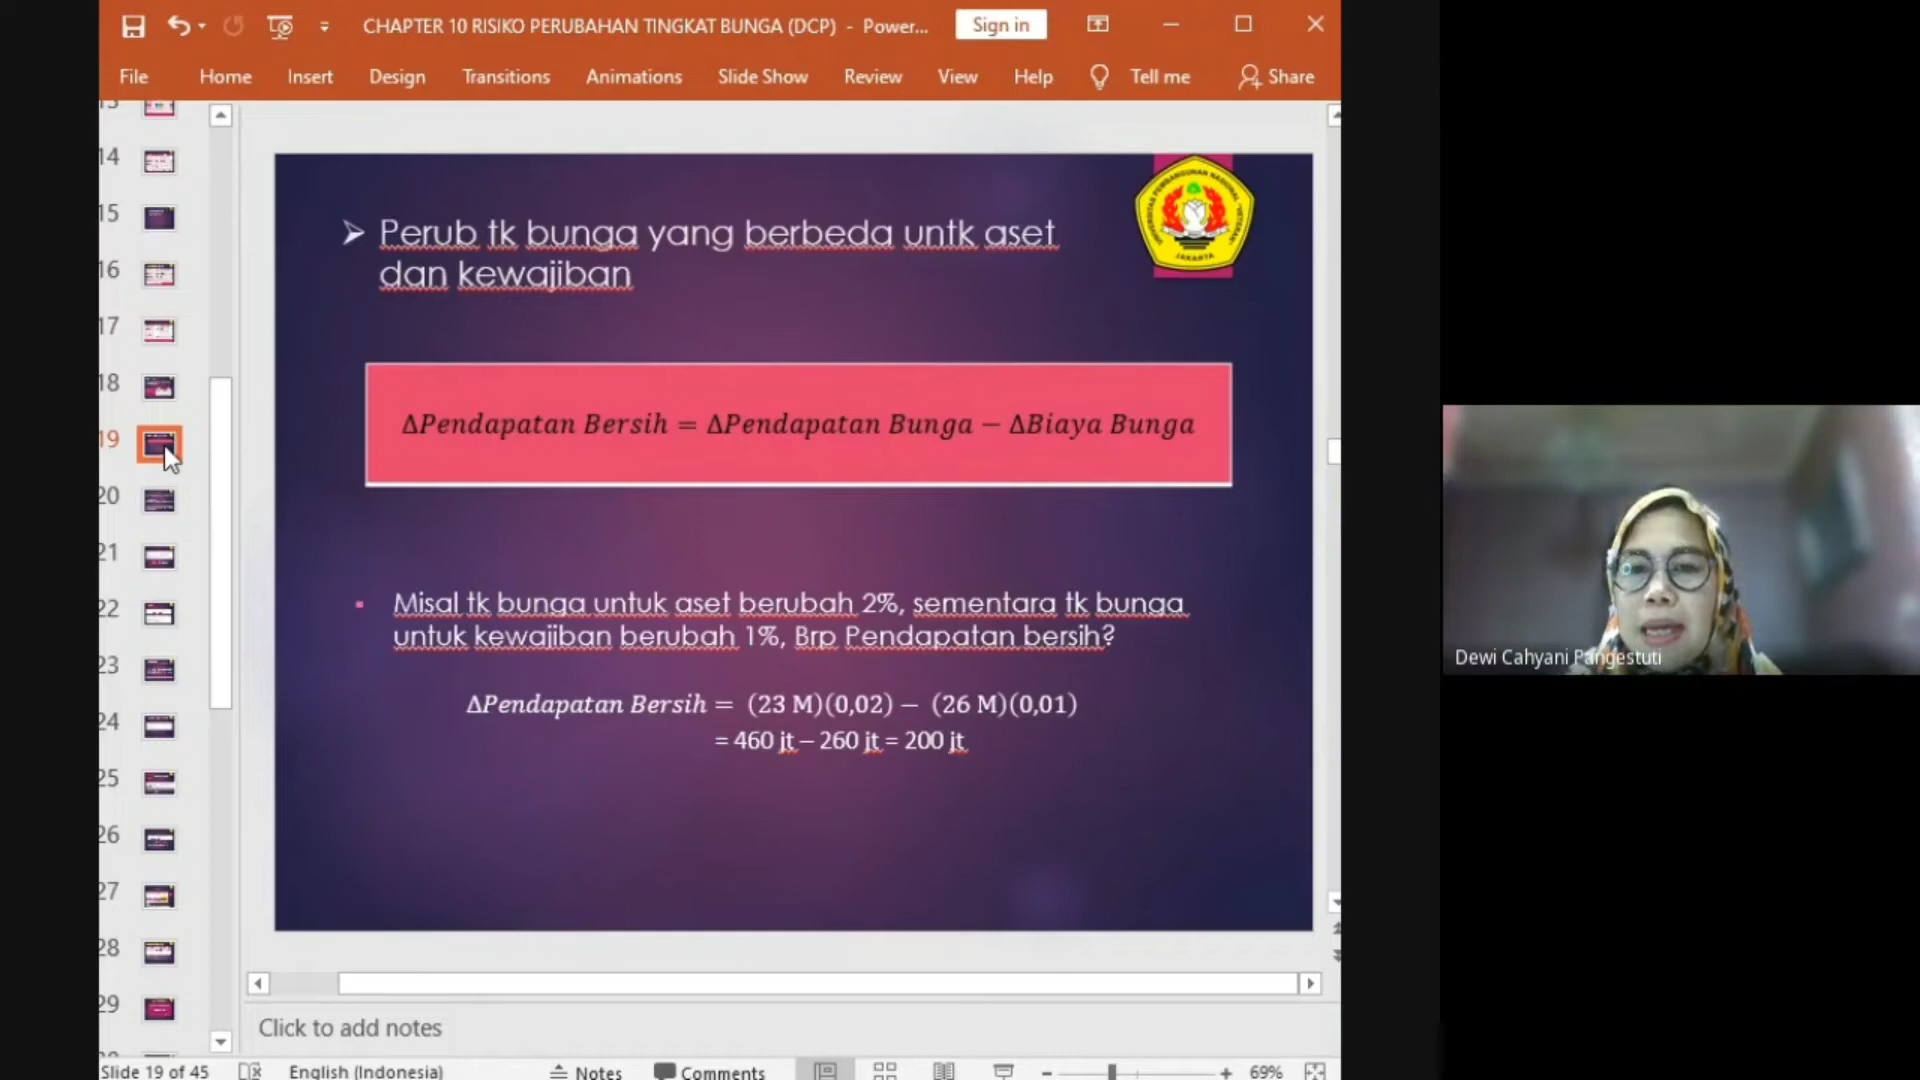 CHAPTER 10 RISIKO PERUBAHAN TINGKAT BUNGA (DCP) - Power...
Sign in
File Home Insert Design Transitions Animations Slide Show Review View Help Tell me Share
14
15
16
17
18
19
20
21
22
23
24
25
26
27
28
29
UNIVERSITAS PEMBANGUNAN NASIONAL "VETERAN"
JAKARTA
➢ Perub tk bunga yang berbeda untk aset
dan kewajiban
ΔPendapatan Bersih = ΔPendapatan Bunga − ΔBiaya Bunga
▪ Misal tk bunga untuk aset berubah 2%, sementara tk bunga
untuk kewajiban berubah 1%, Brp Pendapatan bersih?
ΔPendapatan Bersih = (23 M)(0,02) − (26 M)(0,01)
= 460 jt – 260 jt = 200 jt
Click to add notes
Slide 19 of 45 English (Indonesia) Notes Comments 69%
Dewi Cahyani Pangestuti